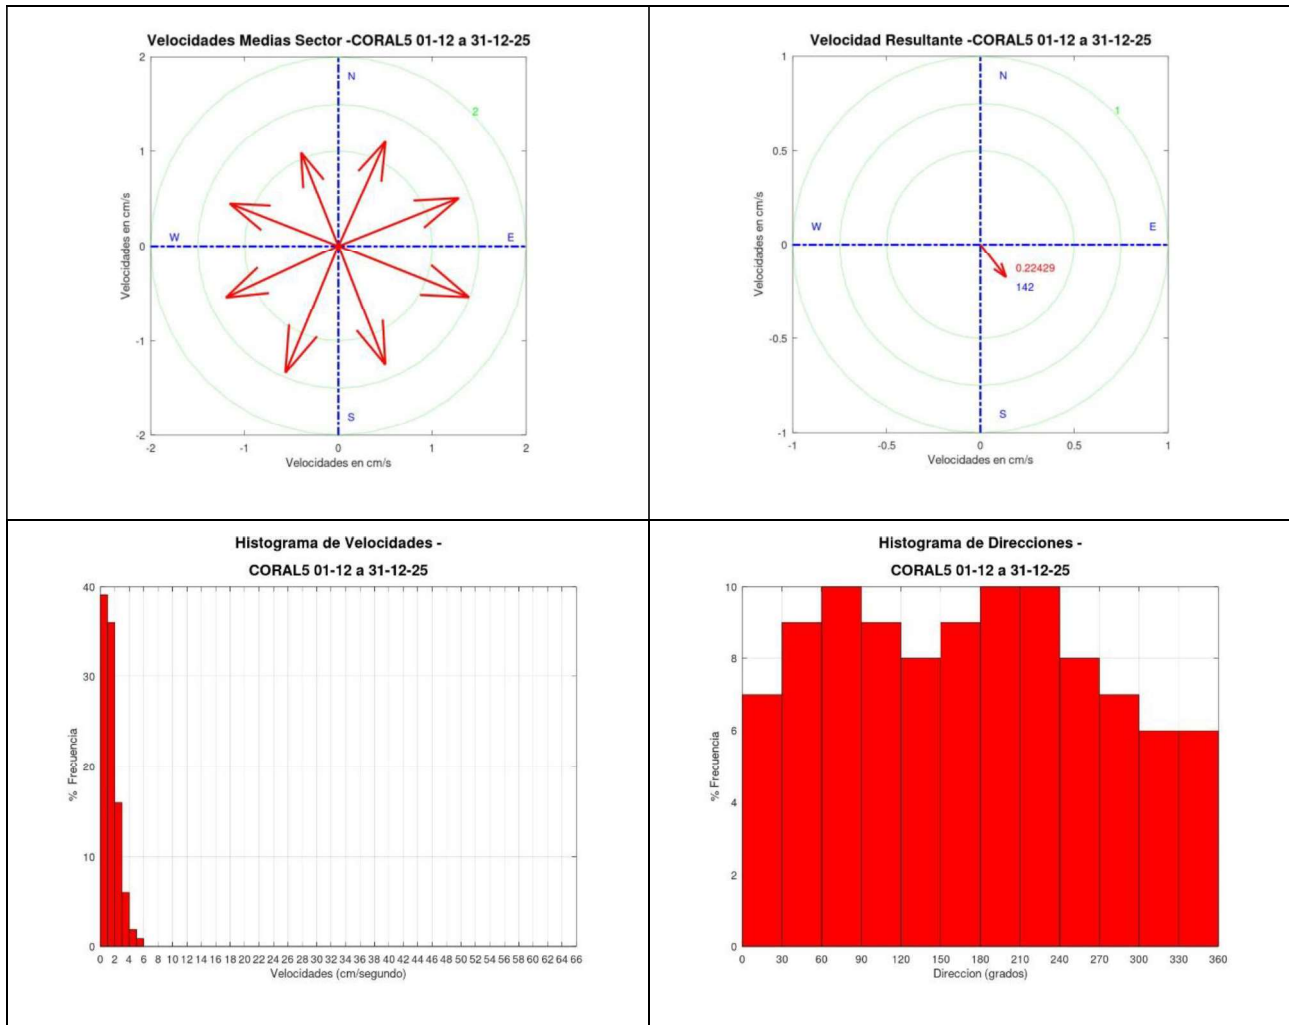 Velocidades Medias Sector -CORAL5 01-12 a 31-12-25
2
1
0
-1
-2
-2
-1
0
1
2
N
2
W
E
S
Velocidades en cm/s
Velocidades en cm/s
Velocidad Resultante -CORAL5 01-12 a 31-12-25
1
0.5
0
-0.5
-1
-1
-0.5
0
0.5
1
N
1
W
E
0.22429
142
S
Velocidades en cm/s
Velocidades en cm/s
Histograma de Velocidades -
CORAL5 01-12 a 31-12-25
40
30
20
10
0
% Frecuencia
0 2 4 6 8 10 12 14 16 18 20 22 24 26 28 30 32 34 36 38 40 42 44 46 48 50 52 54 56 58 60 62 64 66
Velocidades (cm/segundo)
Histograma de Direcciones -
CORAL5 01-12 a 31-12-25
10
8
6
4
2
0
% Frecuencia
0 30 60 90 120 150 180 210 240 270 300 330 360
Direccion (grados)